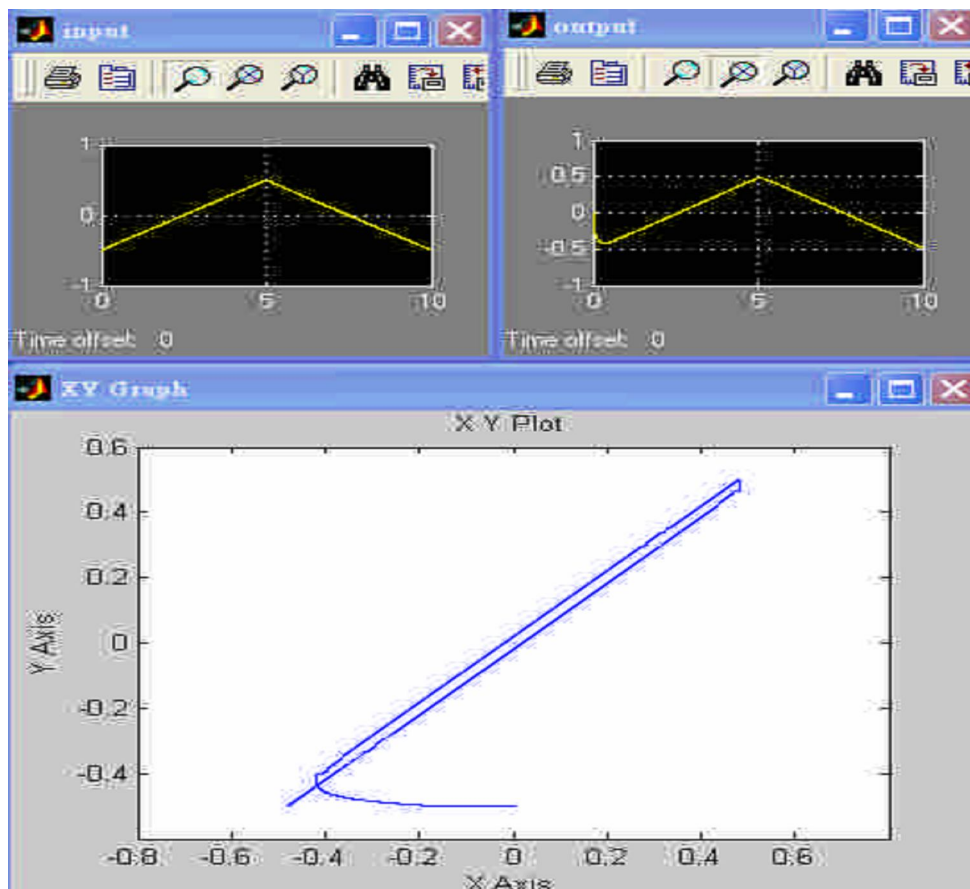 input
1
0
-1
0 5 10
Time offset: 0
output
1
0.5
0
-0.5
-1
0 5 10
Time offset: 0
XY Graph
X Y Plot
0.6
0.4
0.2
0
-0.2
-0.4
Y Axis
-0.8 -0.6 -0.4 -0.2 0 0.2 0.4 0.6
X Axis